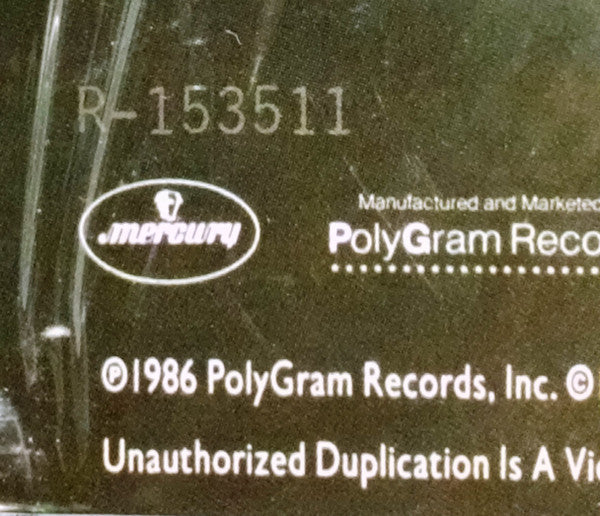 R-153511
mercury
Manufactured and Marketed
PolyGram Reco
℗1986 PolyGram Records, Inc. ©
Unauthorized Duplication Is A Vi